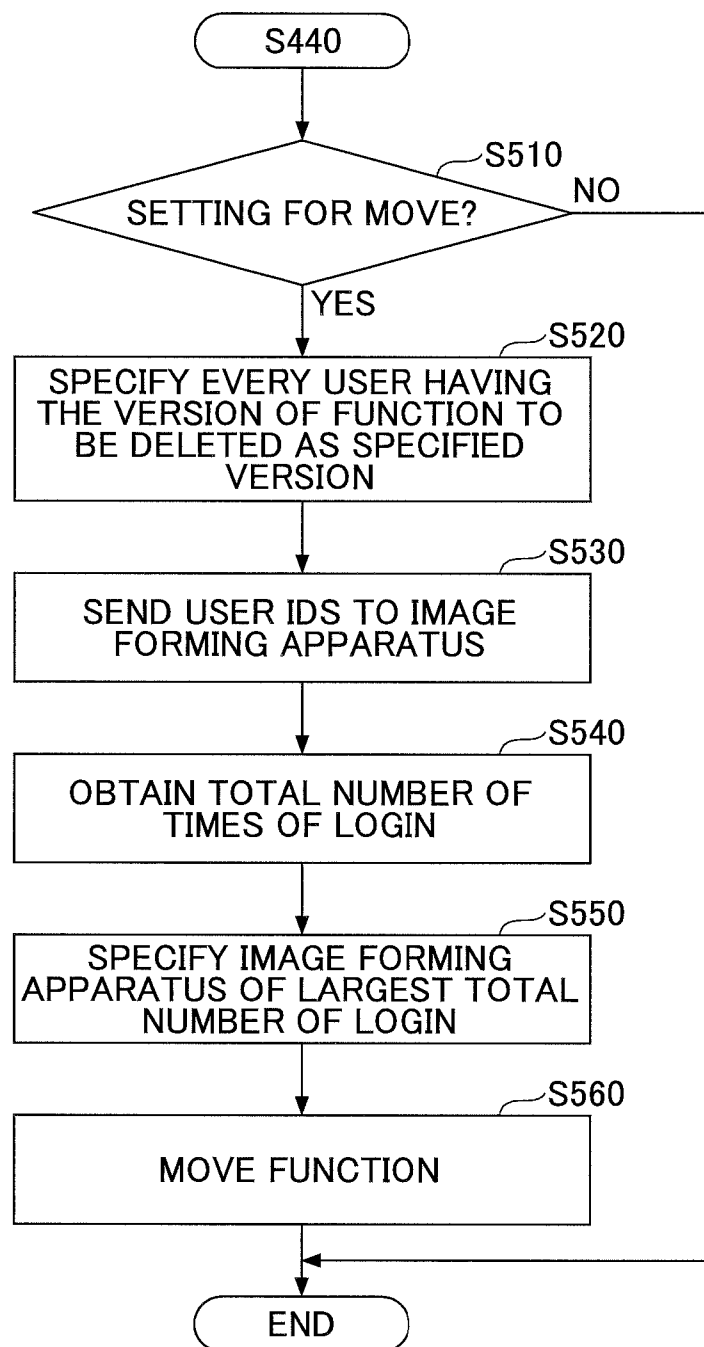 S440
S510
SETTING FOR MOVE?
NO
YES
S520
SPECIFY EVERY USER HAVING
THE VERSION OF FUNCTION TO
BE DELETED AS SPECIFIED
VERSION
S530
SEND USER IDS TO IMAGE
FORMING APPARATUS
S540
OBTAIN TOTAL NUMBER OF
TIMES OF LOGIN
S550
SPECIFY IMAGE FORMING
APPARATUS OF LARGEST TOTAL
NUMBER OF LOGIN
S560
MOVE FUNCTION
END